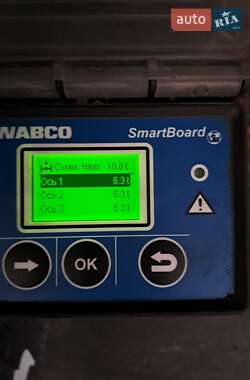 auto RIA
WABCO
SmartBoard
Сумм. Нагр. 18.8t
Ось 1 6.3t
Ось 2 6.3t
Ось 3 6.3t
OK